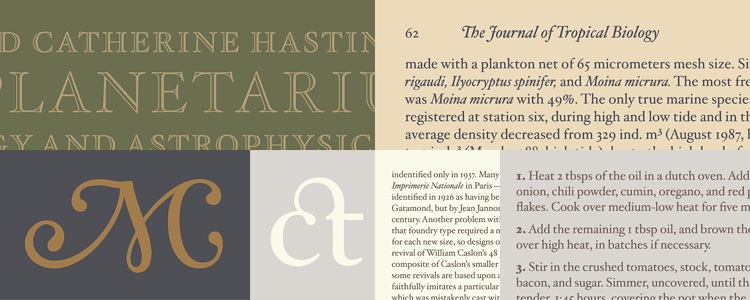 D CATHERINE HASTIN
PLANETARIU
GY AND ASTROPHYSIC
62 The Journal of Tropical Biology
made with a plankton net of 65 micrometers mesh size. Si
rigaudi, Ilyocryptus spinifer, and Moina micrura. The most fre
was Moina micrura with 49%. The only true marine specie
registered at station six, during high and low tide and in th
average density decreased from 329 ind. m³ (August 1987, h
M
ct
indentified only in 1937. Many
Imprimerie Nationale in Paris—
identified in 1926 as having be
Garamond, but by Jean Jannon
century. Another problem with
that foundry type required a n
for each new size, so designs o
revival of William Caslon's 48
composite of Caslon's smaller
some revivals are based upon a
faithfully imitates a particular
which was mistakenly cast wit
1. Heat 2 tbsps of the oil in a dutch oven. Add
onion, chili powder, cumin, oregano, and red p
flakes. Cook over medium-low heat for five m
2. Add the remaining 1 tbsp oil, and brown the
over high heat, in batches if necessary.
3. Stir in the crushed tomatoes, stock, tomato
bacon, and sugar. Simmer, uncovered, until th
tender, 1:45 hours, covering the pot when the